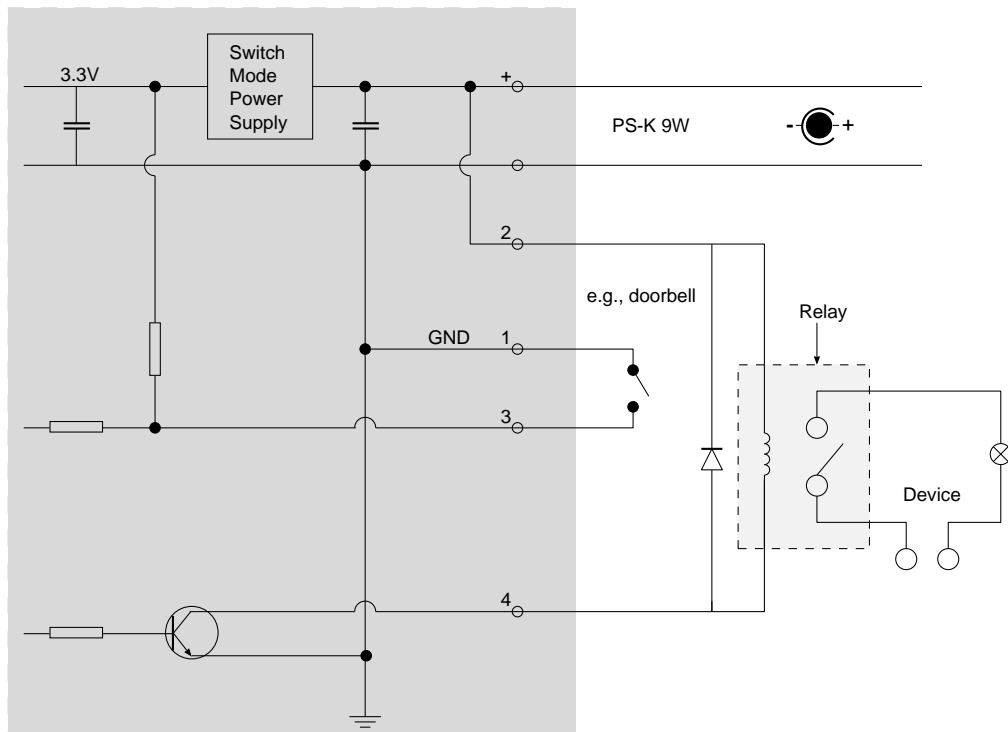 Switch
Mode
Power
Supply
3.3V
+
PS-K 9W
- +
2
e.g., doorbell
GND 1
Relay
3
Device
4